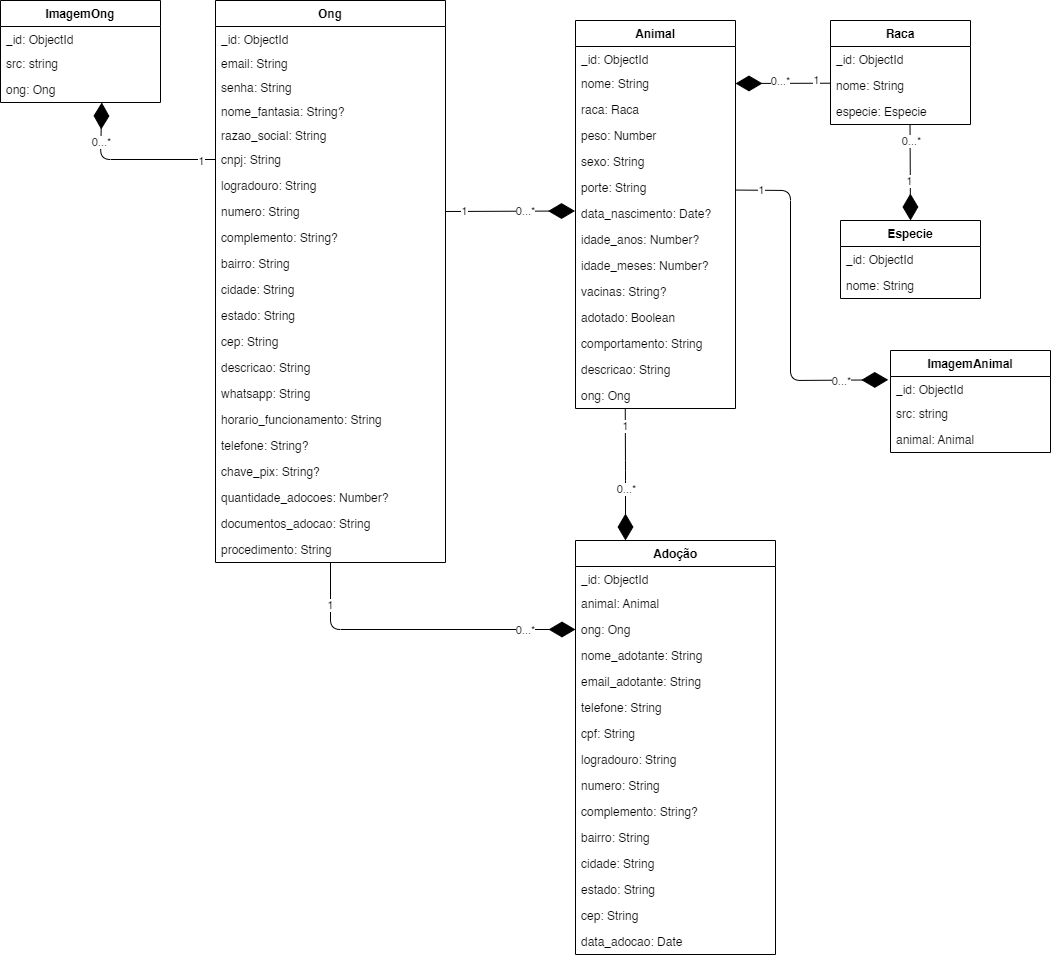 ImagemOng
_id: ObjectId
src: string
ong: Ong
0...*
1
Ong
_id: ObjectId
email: String
senha: String
nome_fantasia: String?
razao_social: String
cnpj: String
logradouro: String
numero: String
complemento: String?
bairro: String
cidade: String
estado: String
cep: String
descricao: String
whatsapp: String
horario_funcionamento: String
telefone: String?
chave_pix: String?
quantidade_adocoes: Number?
documentos_adocao: String
procedimento: String
1
0...*
1
0...*
Animal
_id: ObjectId
nome: String
raca: Raca
peso: Number
sexo: String
porte: String
data_nascimento: Date?
idade_anos: Number?
idade_meses: Number?
vacinas: String?
adotado: Boolean
comportamento: String
descricao: String
ong: Ong
0...*
1
1
0...*
1
0...*
Raca
_id: ObjectId
nome: String
especie: Especie
0...*
1
Especie
_id: ObjectId
nome: String
ImagemAnimal
_id: ObjectId
src: string
animal: Animal
Adoção
_id: ObjectId
animal: Animal
ong: Ong
nome_adotante: String
email_adotante: String
telefone: String
cpf: String
logradouro: String
numero: String
complemento: String?
bairro: String
cidade: String
estado: String
cep: String
data_adocao: Date